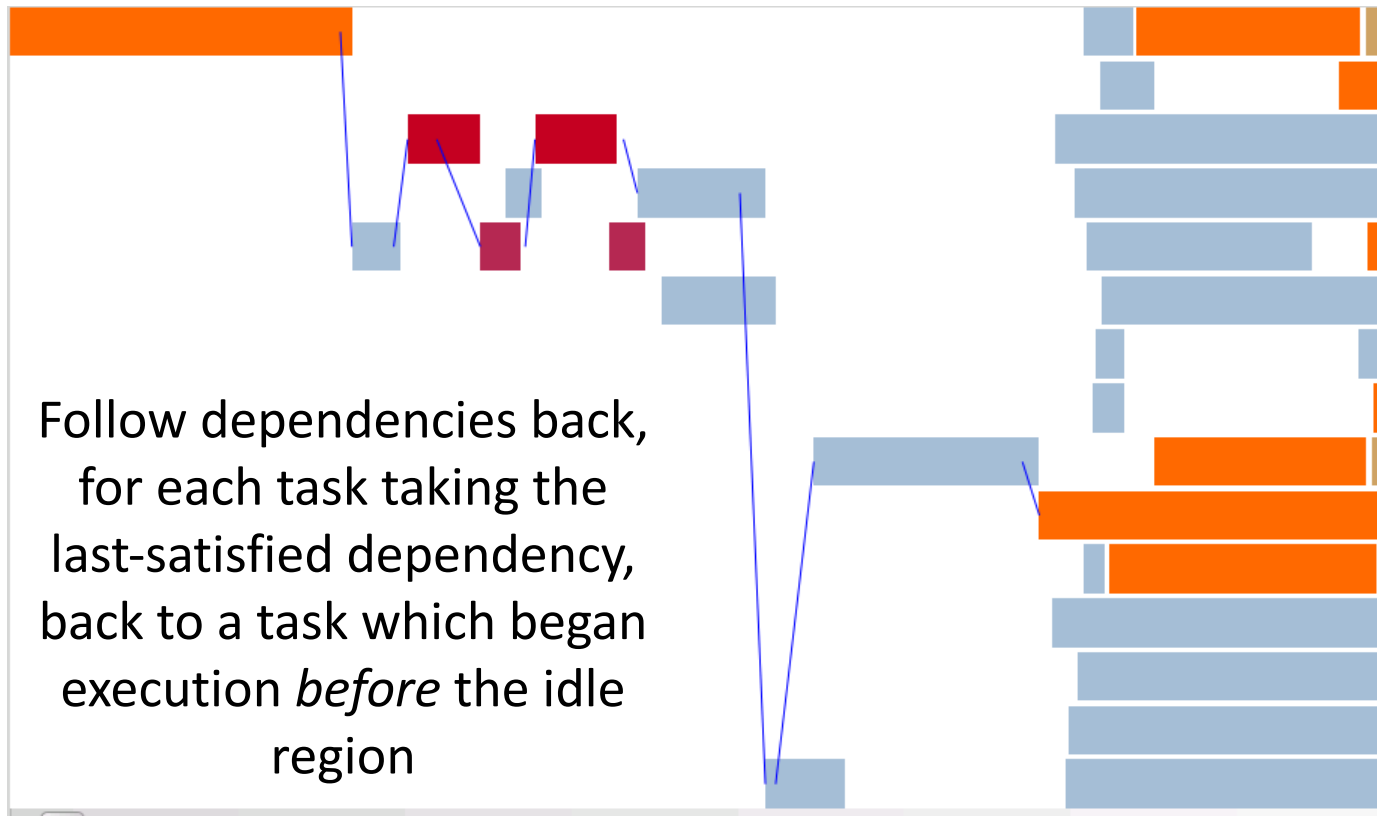 Follow dependencies back,
for each task taking the
last-satisfied dependency,
back to a task which began
execution before the idle
region